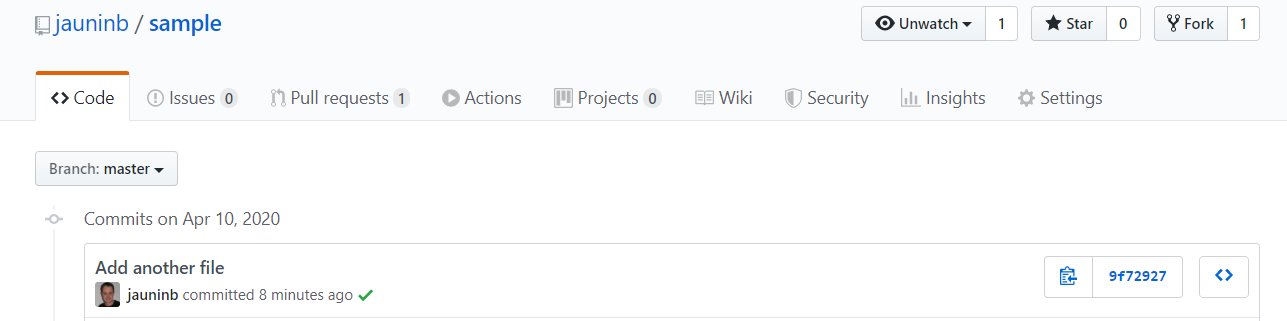 jauninb / sample
Unwatch 1 Star 0 Fork 1
Code Issues 0 Pull requests 1 Actions Projects 0 Wiki Security Insights Settings
Branch: master
Commits on Apr 10, 2020
Add another file
9f72927
jauninb committed 8 minutes ago